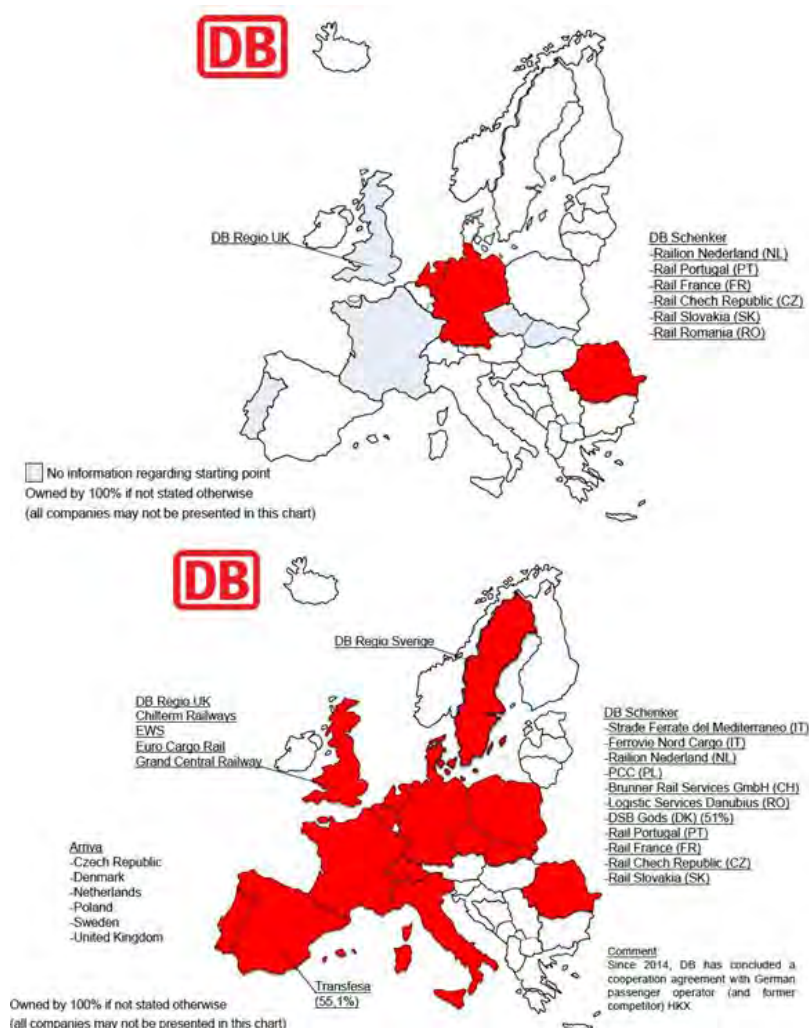 DB
DB Regio UK
DB Schenker
-Railion Nederland (NL)
-Rail Portugal (PT)
-Rail France (FR)
-Rail Chech Republic (CZ)
-Rail Slovakia (SK)
-Rail Romania (RO)
No information regarding starting point
Owned by 100% if not stated otherwise
(all companies may not be presented in this chart)
DB
DB Regio Sverige
DB Regio UK
Chilterm Railways
EWS
Euro Cargo Rail
Grand Central Railway
DB Schenker
-Strade Ferrate del Mediterraneo (IT)
-Ferrovie Nord Cargo (IT)
-Railion Nederland (NL)
-PCC (PL)
-Brunner Rail Services GmbH (CH)
-Logistic Services Danubius (RO)
-DSB Gods (DK) (51%)
-Rail Portugal (PT)
-Rail France (FR)
-Rail Chech Republic (CZ)
-Rail Slovakia (SK)
Arriva
-Czech Republic
-Denmark
-Netherlands
-Poland
-Sweden
-United Kingdom
Transfesa
(55,1%)
Comment
Since 2014, DB has concluded a
cooperation agreement with German
passenger operator (and former
competitor) HKX
Owned by 100% if not stated otherwise
(all companies may not be presented in this chart)